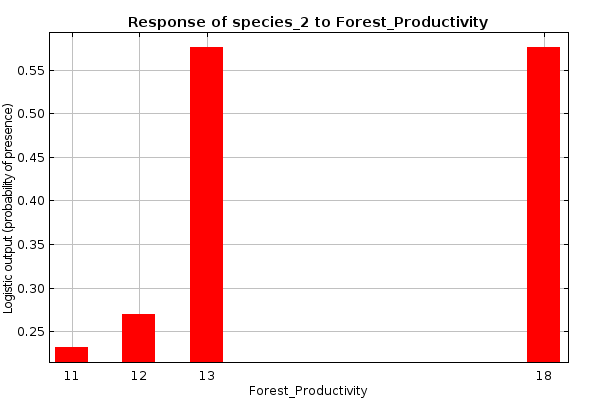 Response of species_2 to Forest_Productivity
Logistic output (probability of presence)
0.55
0.50
0.45
0.40
0.35
0.30
0.25
11 12 13 18
Forest_Productivity